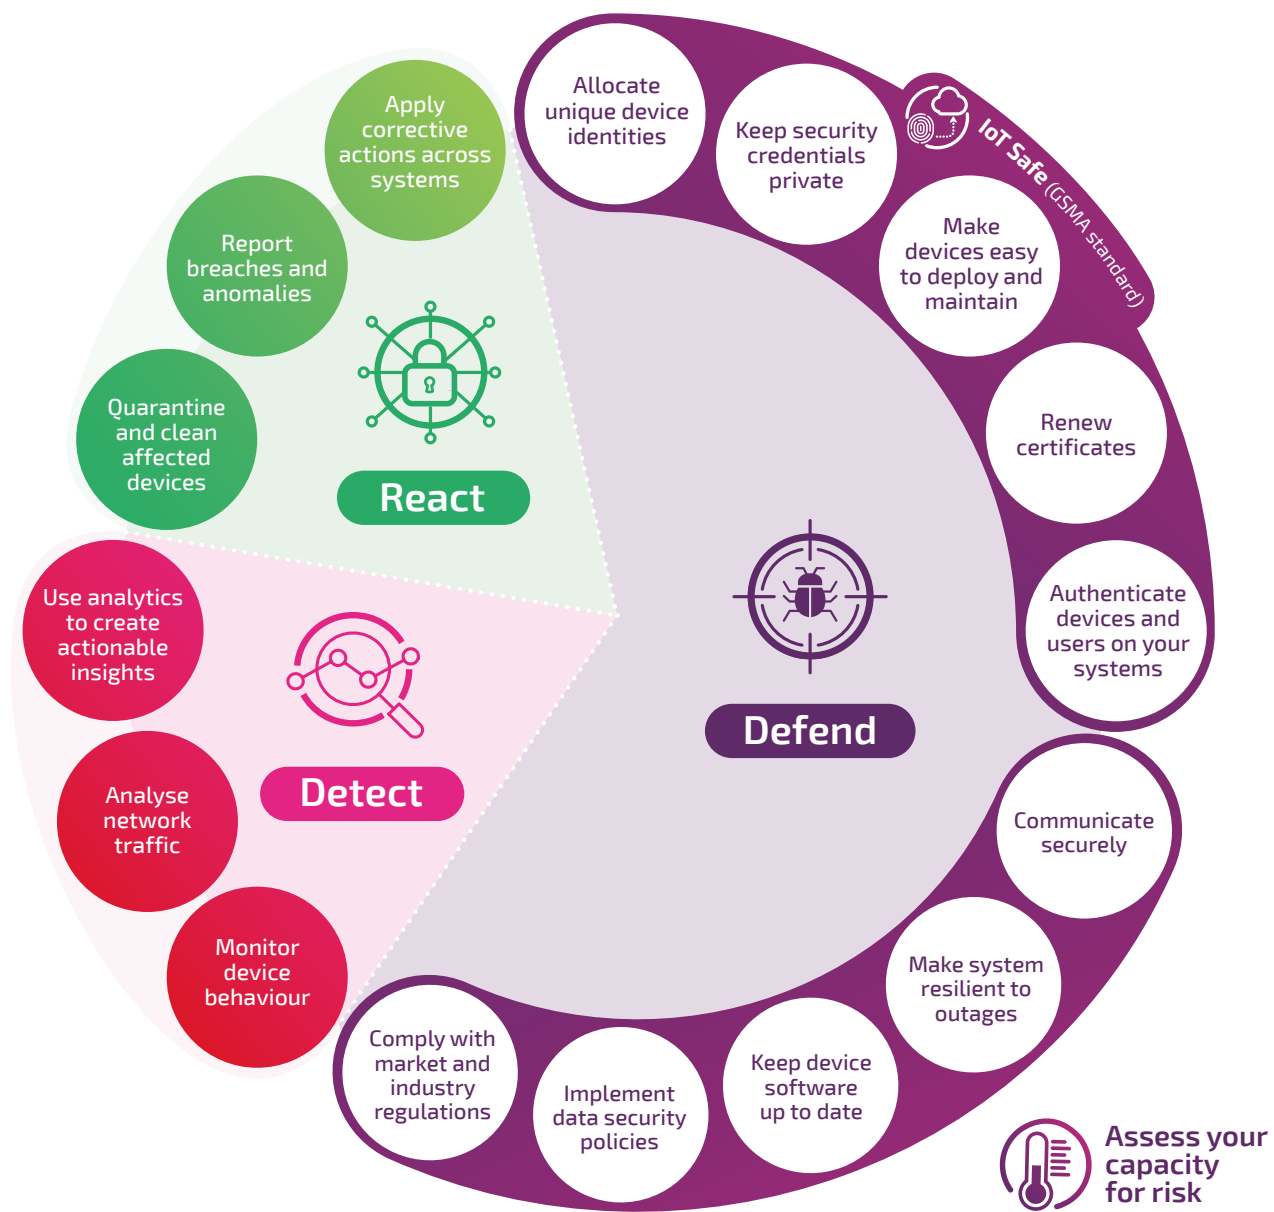 Allocate
unique device
identities
Keep security
credentials
private
IoT Safe (GSMA standard)
Make
devices easy
to deploy and
maintain
Renew
certificates
Authenticate
devices and
users on your
systems
Communicate
securely
Make system
resilient to
outages
Keep device
software
up to date
Implement
data security
policies
Comply with
market and
industry
regulations
Defend
Monitor
device
behaviour
Analyse
network
traffic
Use analytics
to create
actionable
insights
Detect
Quarantine
and clean
affected
devices
Report
breaches and
anomalies
Apply
corrective
actions across
systems
React
Assess your
capacity
for risk